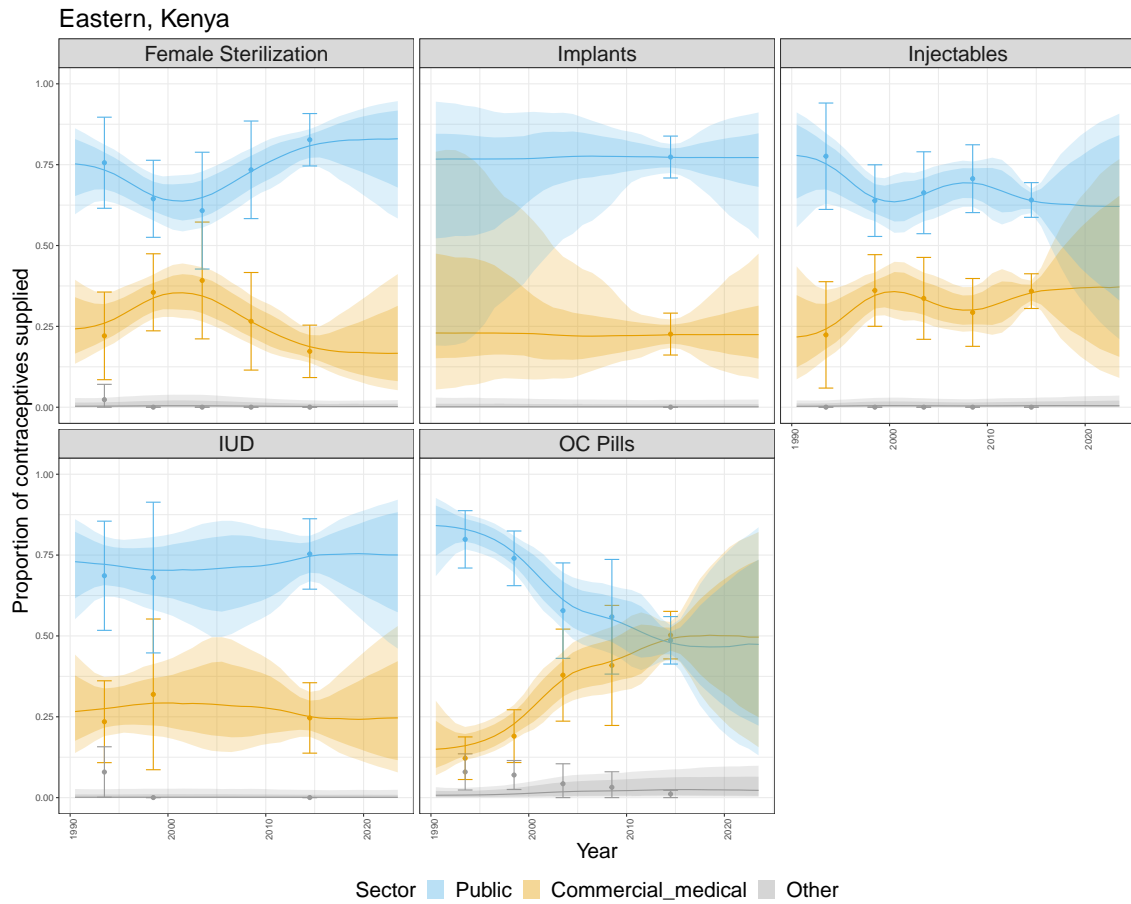 Eastern, Kenya
Female Sterilization
Implants
Injectables
1.00
0.75
0.50
0.25
0.00
1990
2000
2010
2020
IUD
OC Pills
1.00
0.75
0.50
0.25
0.00
1990
2000
2010
2020
1990
2000
2010
2020
Proportion of contraceptives supplied
Year
Sector Public Commercial_medical Other